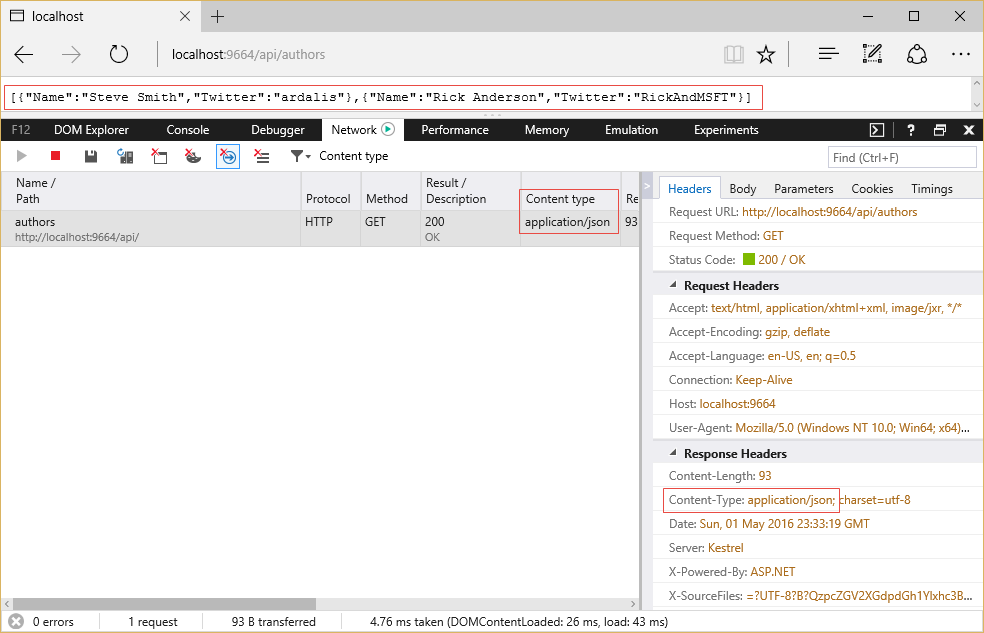 localhost
localhost:9664/api/authors
[{"Name":"Steve Smith","Twitter":"ardalis"},{"Name":"Rick Anderson","Twitter":"RickAndMSFT"}]
F12 DOM Explorer Console Debugger Network Performance Memory Emulation Experiments ?
Content type Find (Ctrl+F)
Name / Path Protocol Method Result / Description Content type Re
authors HTTP GET 200 application/json 93
http://localhost:9664/api/ OK
Headers Body Parameters Cookies Timings
Request URL: http://localhost:9664/api/authors
Request Method: GET
Status Code: 200 / OK
Request Headers
Accept: text/html, application/xhtml+xml, image/jxr, */*
Accept-Encoding: gzip, deflate
Accept-Language: en-US, en; q=0.5
Connection: Keep-Alive
Host: localhost:9664
User-Agent: Mozilla/5.0 (Windows NT 10.0; Win64; x64)...
Response Headers
Content-Length: 93
Content-Type: application/json; charset=utf-8
Date: Sun, 01 May 2016 23:33:19 GMT
Server: Kestrel
X-Powered-By: ASP.NET
X-SourceFiles: =?UTF-8?B?QzpcZGV2XGdpdGh1Ylxhc3B...
0 errors 1 request 93 B transferred 4.76 ms taken (DOMContentLoaded: 26 ms, load: 43 ms)